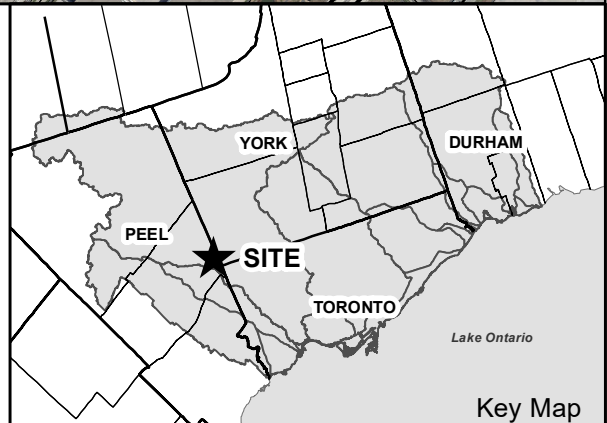 YORK
DURHAM
PEEL
SITE
TORONTO
Lake Ontario
Key Map